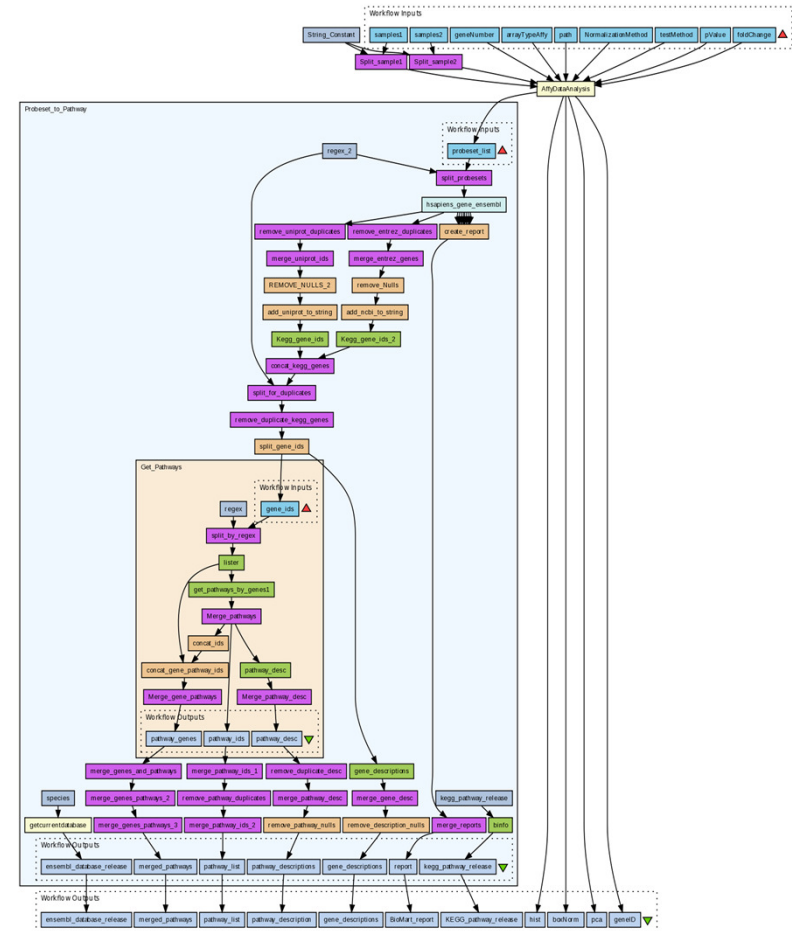 Workflow Inputs
String_Constant samples1 samples2 geneNumber arrayTypeAffy path NormalizationMethod testMethod pValue foldChange
Split_sample1 Split_sample2
AffyDataAnalysis
Probeset_to_Pathway
Workflow Inputs
regex_2 probeset_list
split_probesets
hsapiens_gene_ensembl
remove_uniprot_duplicates remove_entrez_duplicates create_report
merge_uniprot_ids merge_entrez_genes
REMOVE_NULLS_2 remove_Nulls
add_uniprot_to_string add_ncbi_to_string
Kegg_gene_ids Kegg_gene_ids_2
concat_kegg_genes
split_for_duplicates
remove_duplicate_kegg_genes
split_gene_ids
Get_Pathways
Workflow Inputs
regex gene_ids
split_by_regex
lister
get_pathways_by_genes1
Merge_pathways
concat_ids
concat_gene_pathway_ids pathway_desc
Merge_gene_pathways Merge_pathway_desc
Workflow Outputs
pathway_genes pathway_ids pathway_desc
merge_genes_and_pathways merge_pathway_ids_1 remove_duplicate_desc gene_descriptions
species merge_genes_pathways_2 remove_pathway_duplicates merge_pathway_desc merge_gene_desc kegg_pathway_release
getcurrentdatabase merge_genes_pathways_3 merge_pathway_ids_2 remove_pathway_nulls remove_description_nulls merge_reports binfo
Workflow Outputs
ensembl_database_release merged_pathways pathway_list pathway_descriptions gene_descriptions report kegg_pathway_release
Workflow Outputs
ensembl_database_release merged_pathways pathway_list pathway_description gene_descriptions BioMart_report KEGG_pathway_release hist boxNorm pca geneID